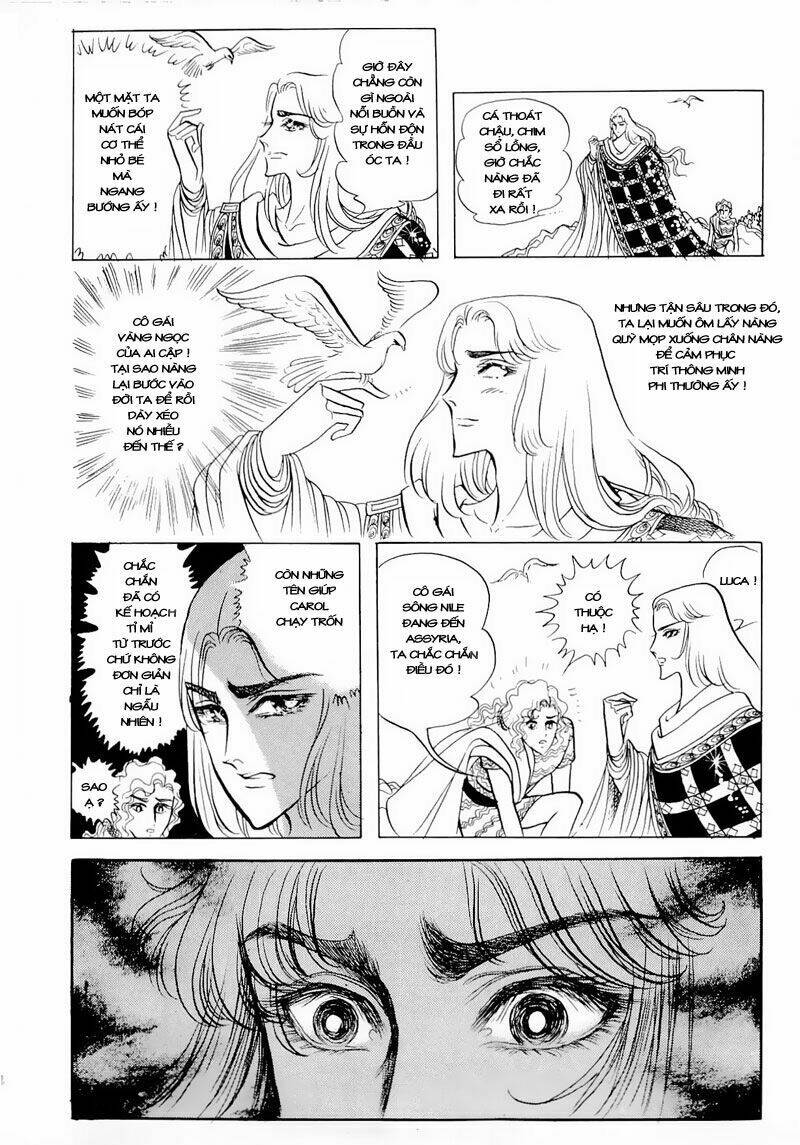 CÁ THOÁT
CHẬU, CHIM
SỔ LỒNG,
GIỜ CHẮC
NÀNG ĐÃ
ĐI RẤT
XA RỒI !
GIỜ ĐÂY
CHẲNG CÒN
GÌ NGOÀI
NỖI BUỒN VÀ
SỰ HỖN ĐỘN
TRONG ĐẦU
ÓC TA !
MỘT MẶT TA
MUỐN BÓP
NÁT CÁI
CƠ THỂ
NHỎ BÉ
MÀ
NGANG
BƯỚNG ẤY !
NHƯNG TẬN SÂU TRONG ĐÓ,
TA LẠI MUỐN ÔM LẤY NÀNG
QUỲ MỌP XUỐNG CHÂN NÀNG
ĐỂ CẢM PHỤC
TRÍ THÔNG MINH
PHI THƯỜNG ẤY !
CÔ GÁI
VÀNG NGỌC
CỦA AI CẬP !
TẠI SAO NÀNG
LẠI BƯỚC VÀO
ĐỜI TA ĐỂ RỒI
DÀY XÉO
NÓ NHIỀU
ĐẾN THẾ ?
LUCA !
CÓ
THUỘC
HẠ !
CÔ GÁI
SÔNG NILE
ĐANG ĐẾN
ASSYRIA,
TA CHẮC CHẮN
ĐIỀU ĐÓ !
CÒN NHỮNG
TÊN GIÚP
CAROL
CHẠY TRỐN
CHẮC
CHẮN
ĐÃ CÓ
KẾ HOẠCH
TỈ MỈ
TỪ TRƯỚC
CHỨ KHÔNG
ĐƠN GIẢN
CHỈ LÀ
NGẪU
NHIÊN !
SAO
Ạ ?